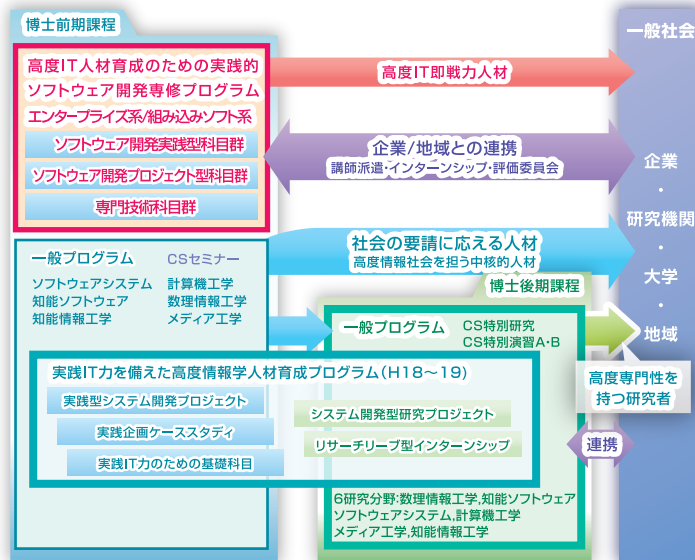 博士前期課程
高度IT人材育成のための実践的
ソフトウェア開発専修プログラム
エンタープライズ系/組み込みソフト系
ソフトウェア開発実践型科目群
ソフトウェア開発プロジェクト型科目群
専門技術科目群
高度IT即戦力人材
企業/地域との連携
講師派遣・インターンシップ・評価委員会
社会の要請に応える人材
高度情報社会を担う中核的人材
一般社会
企業
・
研究機関
・
大学
・
地域
一般プログラム CSセミナー
ソフトウェアシステム 計算機工学
知能ソフトウェア 数理情報工学
知能情報工学 メディア工学
博士後期課程
一般プログラム CS特別研究
CS特別演習A・B
高度専門性を
持つ研究者
実践IT力を備えた高度情報学人材育成プログラム(H18〜19)
実践型システム開発プロジェクト
実践企画ケーススタディ
実践IT力のための基礎科目
システム開発型研究プロジェクト
リサーチリーブ型インターンシップ
連携
6研究分野:数理情報工学,知能ソフトウェア
ソフトウェアシステム,計算機工学
メディア工学,知能情報工学